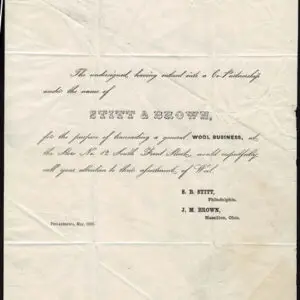 The undersigned, having entered into a Co-Partnership
under the name of
STITT & BROWN,
for the purpose of transacting a general WOOL BUSINESS, at
the Store No. 12 South Front Street, would respectfully
call your attention to their assortment of Wool.
S. B. STITT,
Philadelphia.
J. M. BROWN,
Massillon, Ohio.
Philadelphia, May,